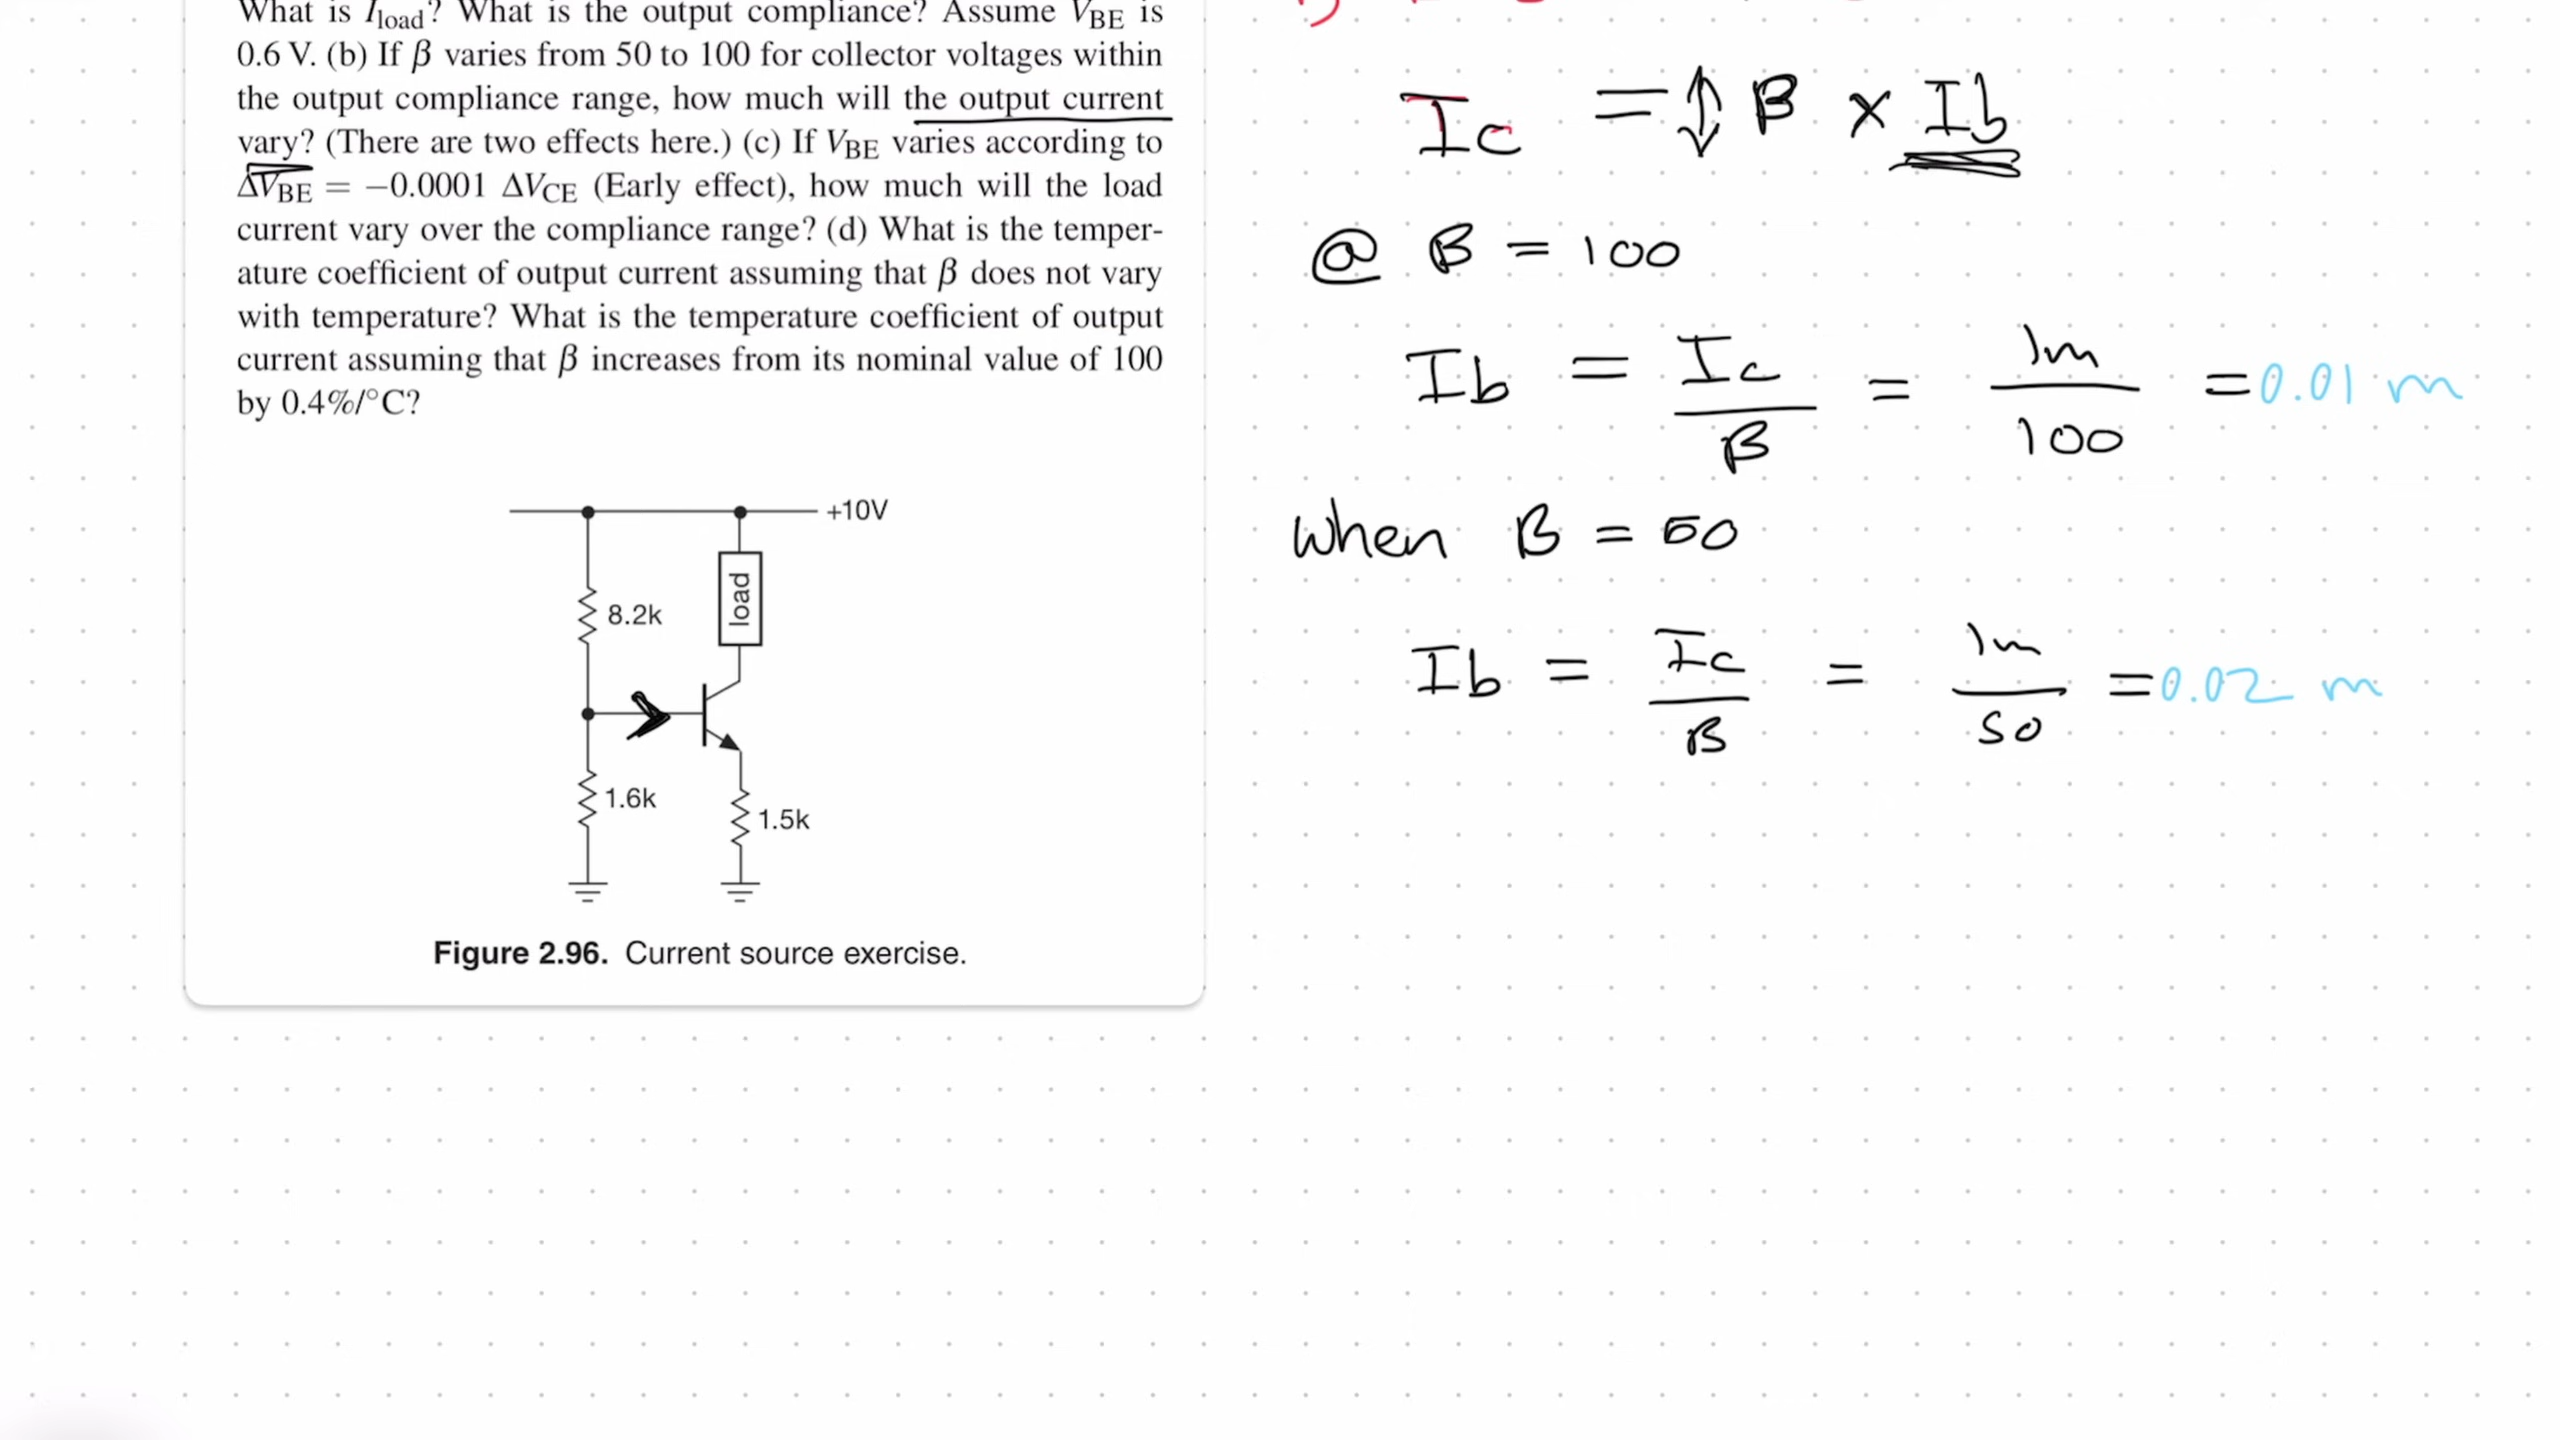 What is Iload? What is the output compliance? Assume VBE is
0.6 V. (b) If β varies from 50 to 100 for collector voltages within
the output compliance range, how much will the output current
vary? (There are two effects here.) (c) If VBE varies according to
ΔVBE = −0.0001 ΔVCE (Early effect), how much will the load
current vary over the compliance range? (d) What is the temper-
ature coefficient of output current assuming that β does not vary
with temperature? What is the temperature coefficient of output
current assuming that β increases from its nominal value of 100
by 0.4%/°C?
+10V
8.2k
load
1.6k
1.5k
Figure 2.96. Current source exercise.
Ic = ↕ β × Ib
@ β = 100
Ib = Ic/β = 1m/100 = 0.01 m
when β = 50
Ib = Ic/β = 1m/50 = 0.02 m